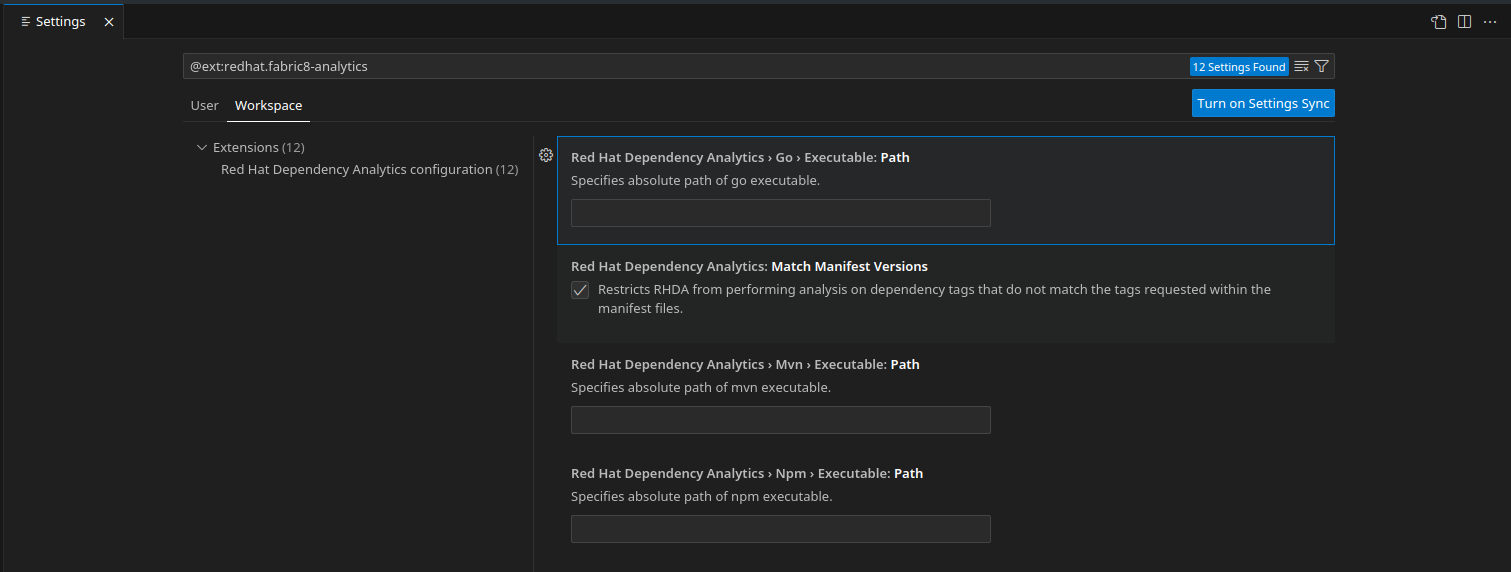 Settings
@ext:redhat.fabric8-analytics
12 Settings Found
User
Workspace
Turn on Settings Sync
Extensions (12)
Red Hat Dependency Analytics configuration (12)
Red Hat Dependency Analytics › Go › Executable: Path
Specifies absolute path of go executable.
Red Hat Dependency Analytics: Match Manifest Versions
Restricts RHDA from performing analysis on dependency tags that do not match the tags requested within the
manifest files.
Red Hat Dependency Analytics › Mvn › Executable: Path
Specifies absolute path of mvn executable.
Red Hat Dependency Analytics › Npm › Executable: Path
Specifies absolute path of npm executable.